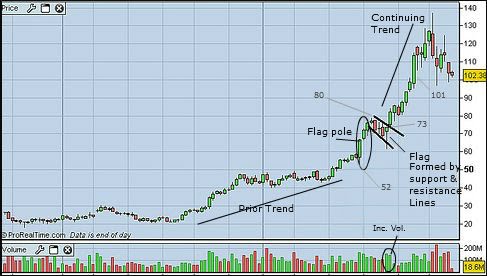 Price
Continuing
Trend
140
130
120
110
102.38
101
90
80
80
73
70
Flag pole
Flag
Formed by
support &
resistance
Lines
60
50
52
40
30
20
Prior Trend
Inc. Vol.
©ProRealTime.com Data is end of day
Volume
200M
100M
18.6M